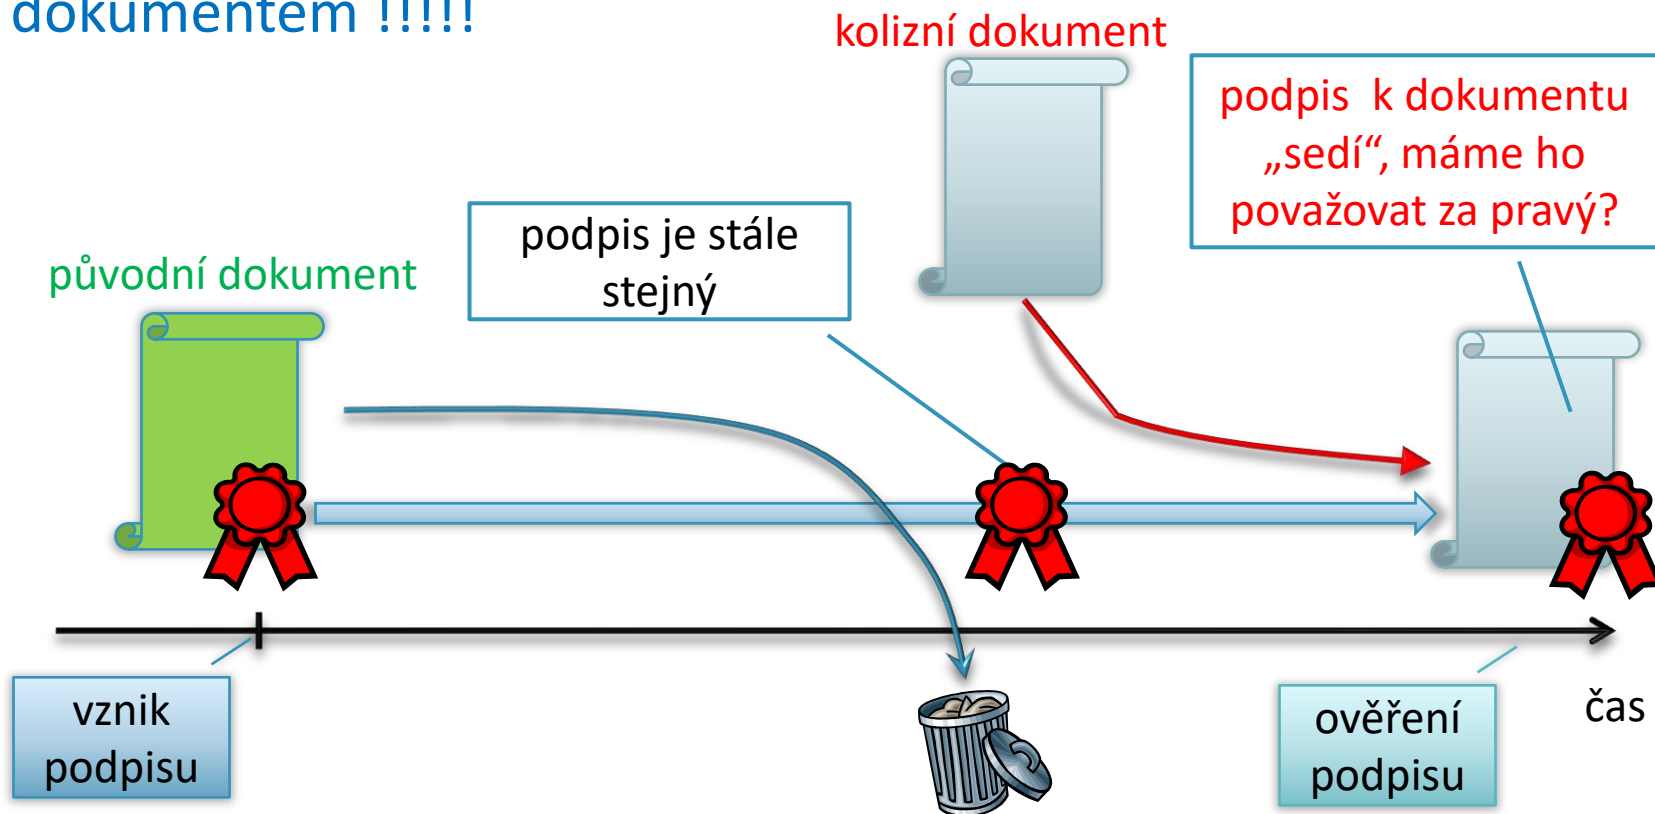 dokumentem !!!!!
kolizní dokument
podpis k dokumentu
„sedí“, máme ho
považovat za pravý?
podpis je stále
stejný
původní dokument
vznik
podpisu
ověření
podpisu
čas